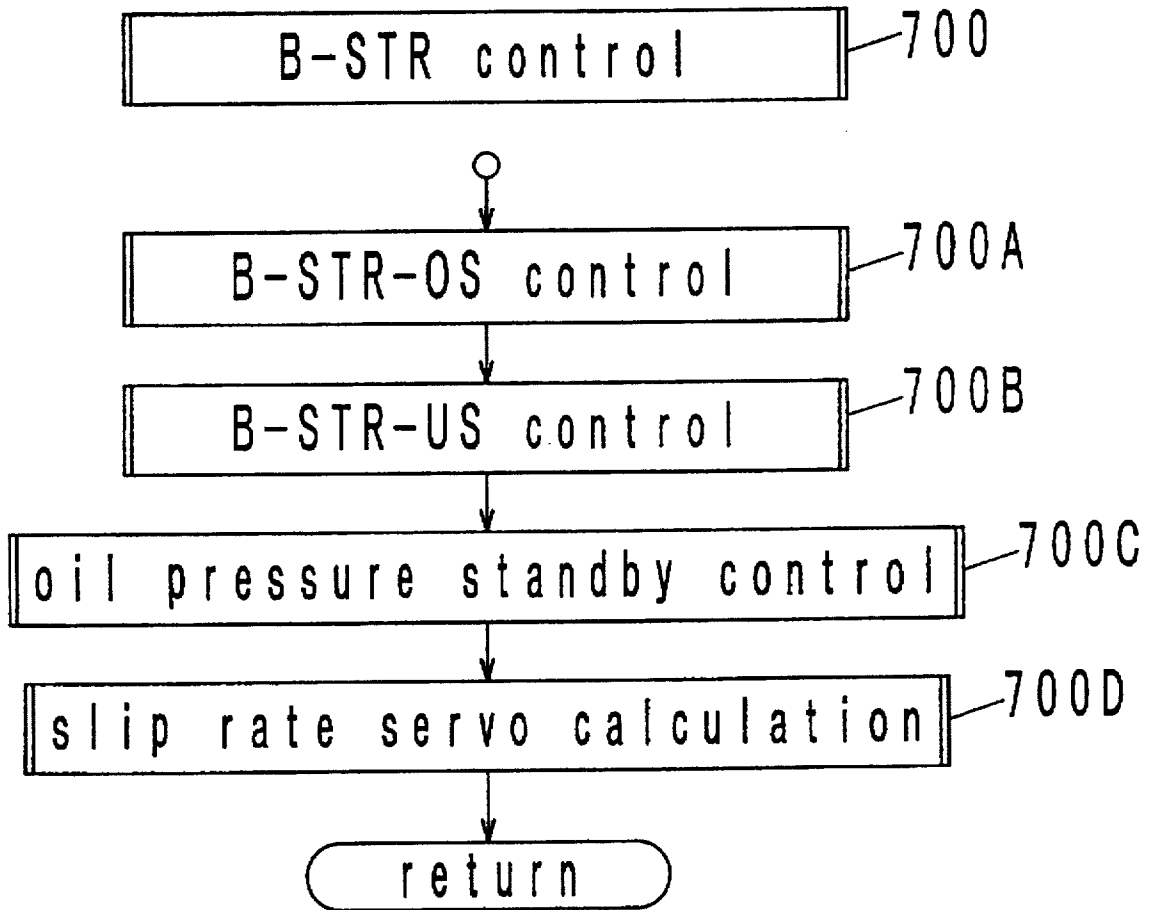 B-STR control 700
B-STR-OS control 700A
B-STR-US control 700B
oil pressure standby control 700C
slip rate servo calculation 700D
return